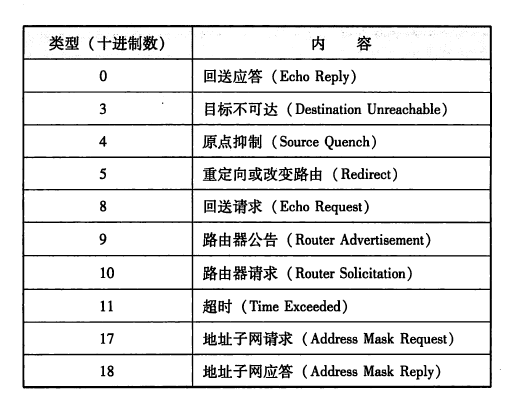 类型（十进制数） 内 容
0 回送应答（Echo Reply）
3 目标不可达（Destination Unreachable）
4 原点抑制（Source Quench）
5 重定向或改变路由（Redirect）
8 回送请求（Echo Request）
9 路由器公告（Router Advertisement）
10 路由器请求（Router Solicitation）
11 超时（Time Exceeded）
17 地址子网请求（Address Mask Request）
18 地址子网应答（Address Mask Reply）